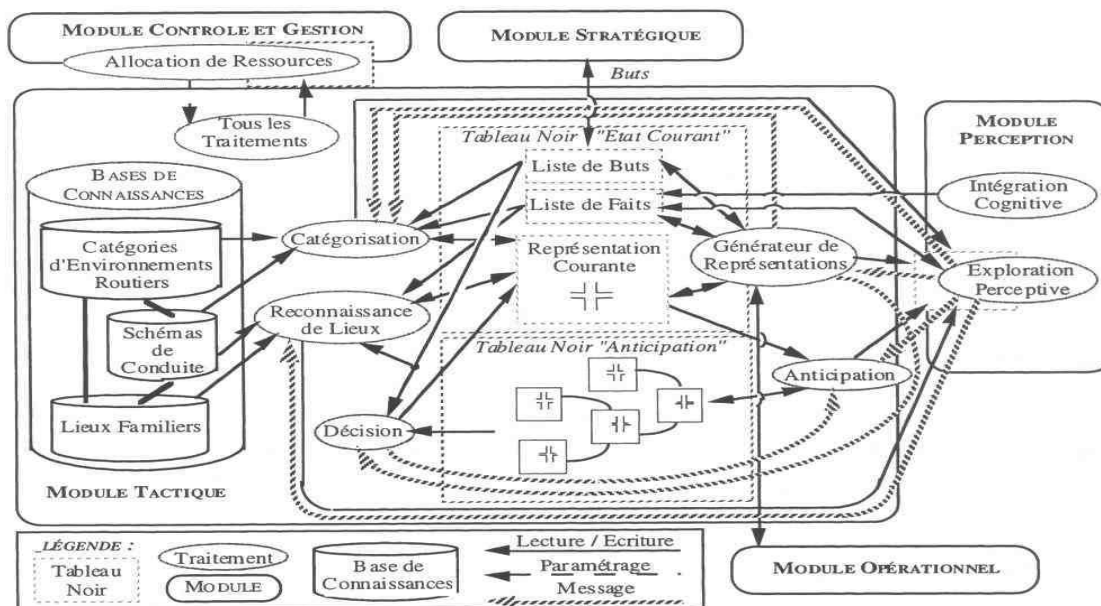 MODULE CONTROLE ET GESTION
Allocation de Ressources
MODULE STRATÉGIQUE
Buts
Tous les
Traitements
MODULE
PERCEPTION
Tableau Noir "Etat Courant"
BASES DE
CONNAISSANCES
Liste de Buts
Intégration
Cognitive
Liste de Faits
Catégories
d'Environnements
Routiers
Catégorisation
Représentation
Courante
Générateur de
Représentations
Exploration
Perceptive
Schémas
de
Conduite
Reconnaissance
de Lieux
Tableau Noir "Anticipation"
Anticipation
Lieux Familiers
Décision
MODULE TACTIQUE
LÉGENDE :
Tableau
Noir
Traitement
MODULE
Base de
Connaissances
Lecture / Ecriture
Paramétrage
Message
MODULE OPÉRATIONNEL